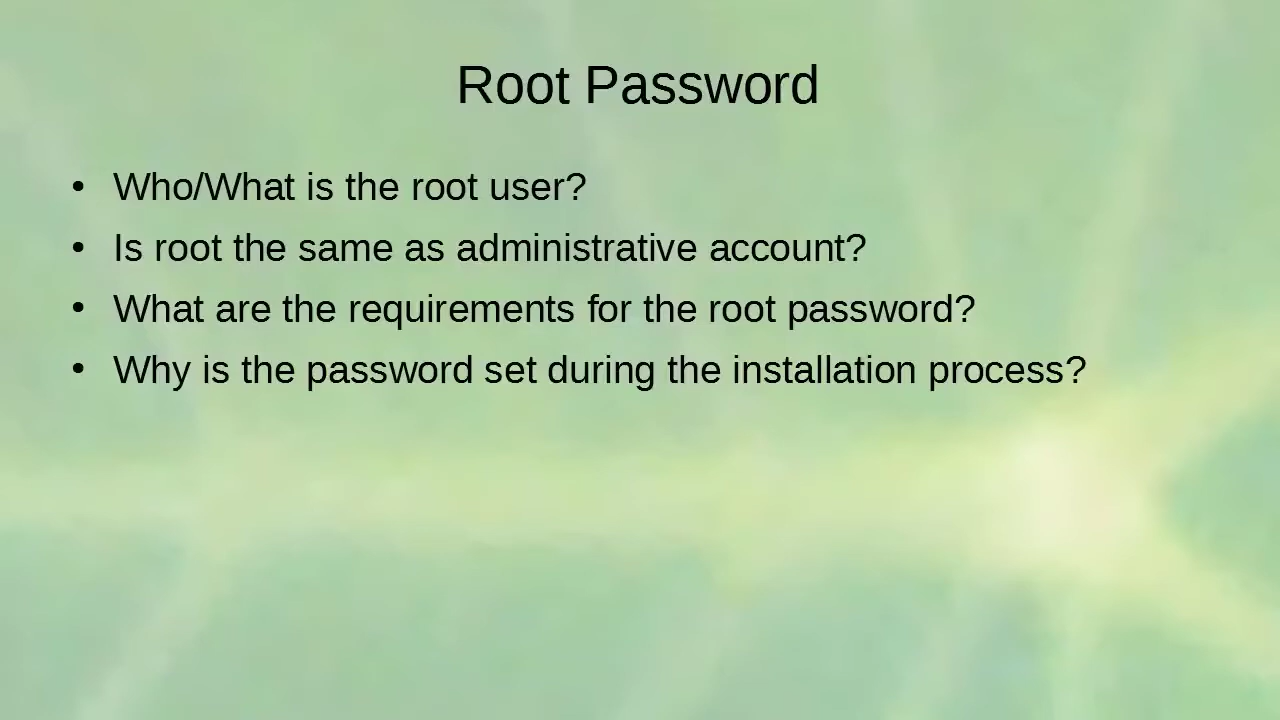 Root Password
• Who/What is the root user?
• Is root the same as administrative account?
• What are the requirements for the root password?
• Why is the password set during the installation process?